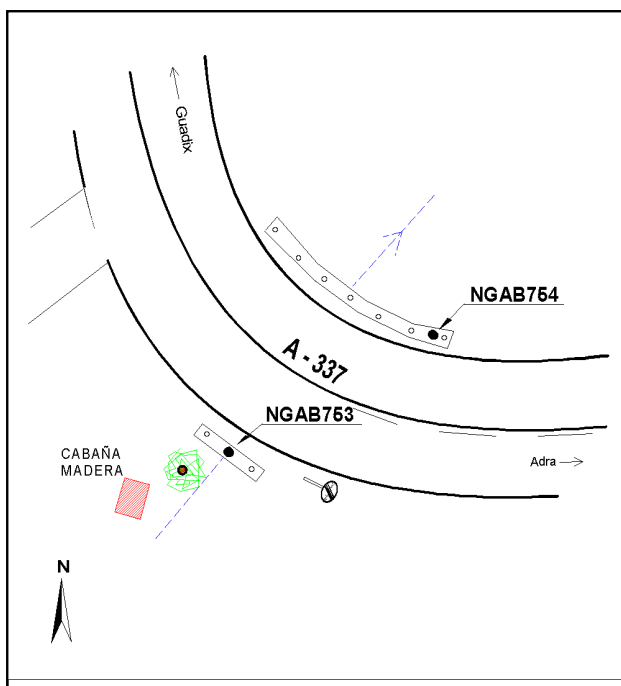 Guadix
NGAB754
A - 337
NGAB753
CABAÑA
MADERA
Adra
N